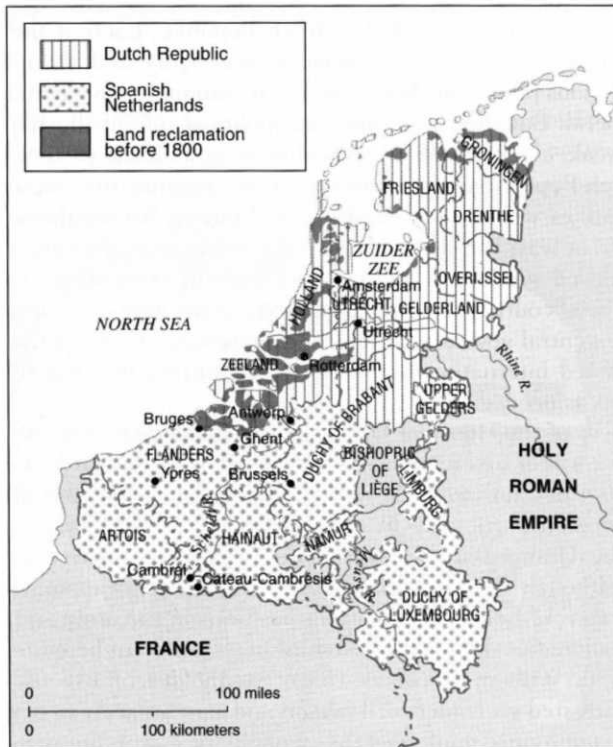 Dutch Republic
Spanish
Netherlands
Land reclamation
before 1800
GRONINGEN
FRIESLAND
DRENTHE
ZUIDER
ZEE
HOLLAND
OVERIJSSEL
Amsterdam
UTRECHT
GELDERLAND
NORTH SEA
Utrecht
Rhine R.
ZEELAND
Rotterdam
UPPER
GELDERS
DUCHY OF BRABANT
Bruges
Antwerp
Ghent
FLANDERS
BISHOPRIC
OF
LIÈGE
HOLY
ROMAN
EMPIRE
Ypres
Brussels
LIMBURG
Scheldt R.
ARTOIS
HAINAUT
NAMUR
Meuse R.
Cambrai
Cateau-Cambrésis
DUCHY OF
LUXEMBOURG
FRANCE
0 100 miles
0 100 kilometers